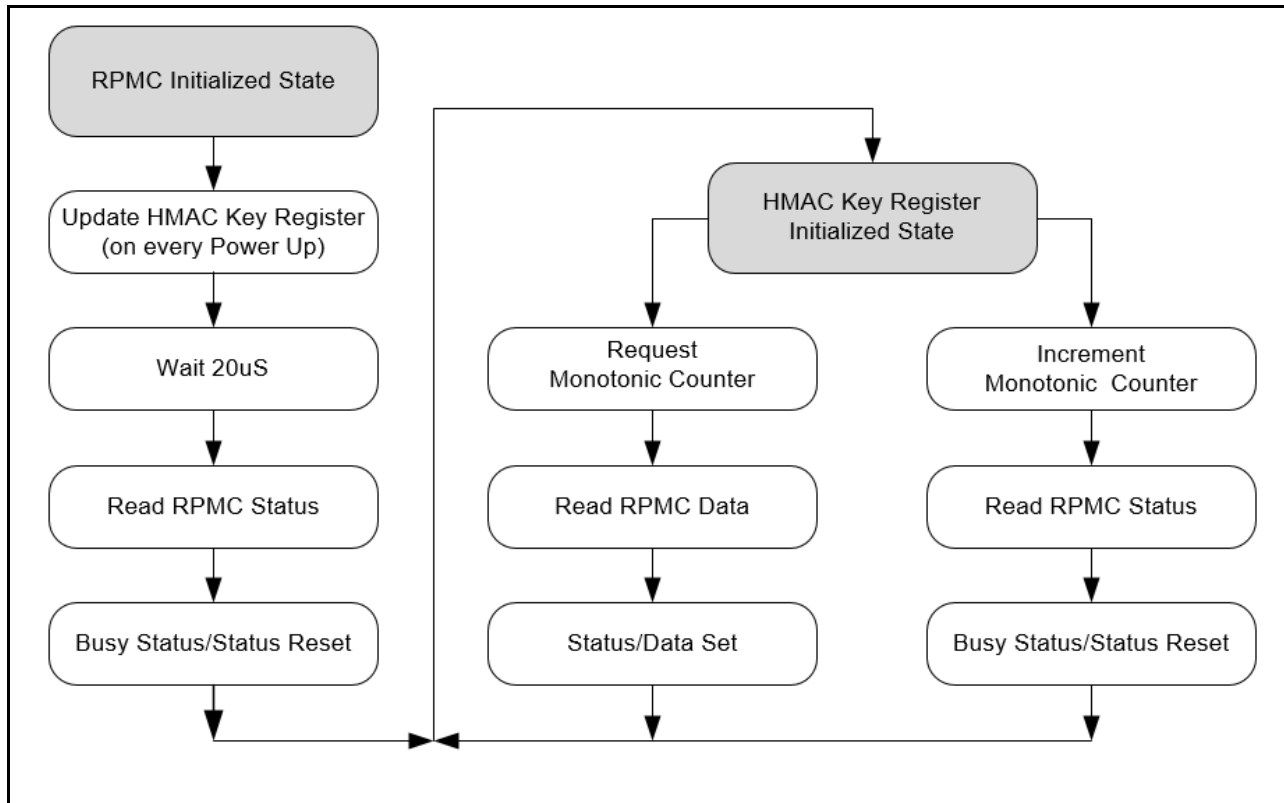 RPMC Initialized State
Update HMAC Key Register
(on every Power Up)
Wait 20uS
Read RPMC Status
Busy Status/Status Reset
HMAC Key Register
Initialized State
Request
Monotonic Counter
Read RPMC Data
Status/Data Set
Increment
Monotonic Counter
Read RPMC Status
Busy Status/Status Reset